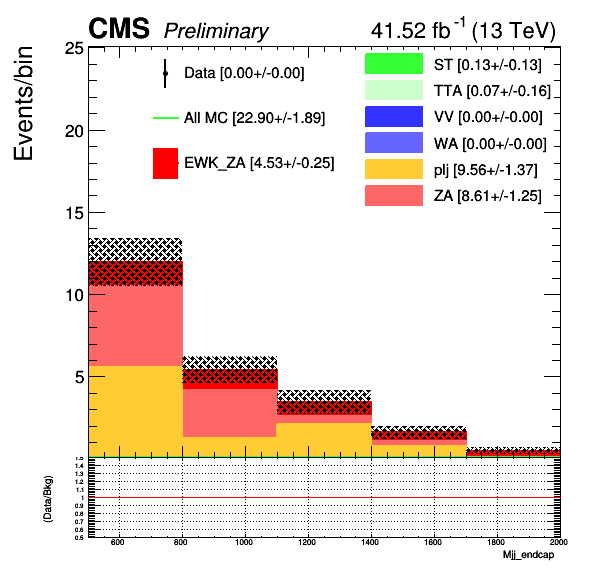 CMS Preliminary 41.52 fb⁻¹ (13 TeV)
Events/bin
25
20
15
10
5
Data [0.00+/-0.00]
All MC [22.90+/-1.89]
EWK_ZA [4.53+/-0.25]
ST [0.13+/-0.13]
TTA [0.07+/-0.16]
VV [0.00+/-0.00]
WA [0.00+/-0.00]
plj [9.56+/-1.37]
ZA [8.61+/-1.25]
(Data/Bkg)
1.5
1.4
1.3
1.2
1.1
1
0.9
0.8
0.7
0.6
0.5
600 800 1000 1200 1400 1600 1800 2000
Mjj_endcap